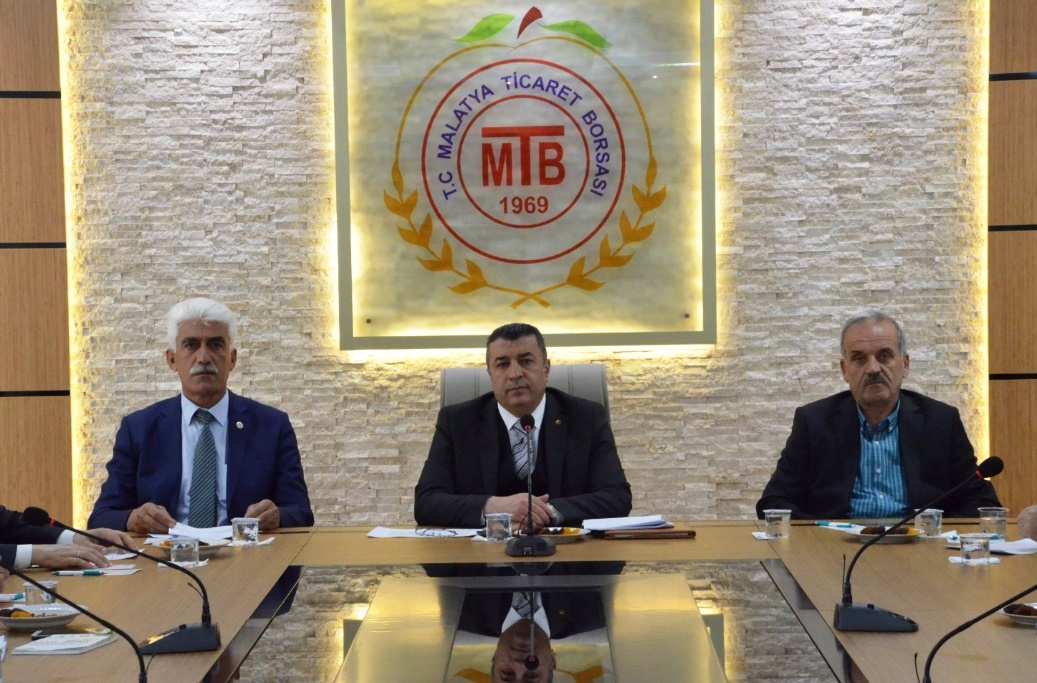 T.C MALATYA TİCARET BORSASI
MTB
1969